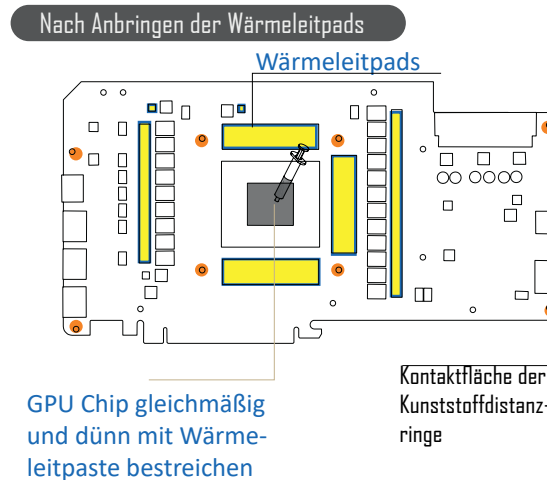 Nach Anbringen der Wärmeleitpads
Wärmeleitpads
GPU Chip gleichmäßig
und dünn mit Wärme-
leitpaste bestreichen
Kontaktfläche der
Kunststoffdistanz-
ringe